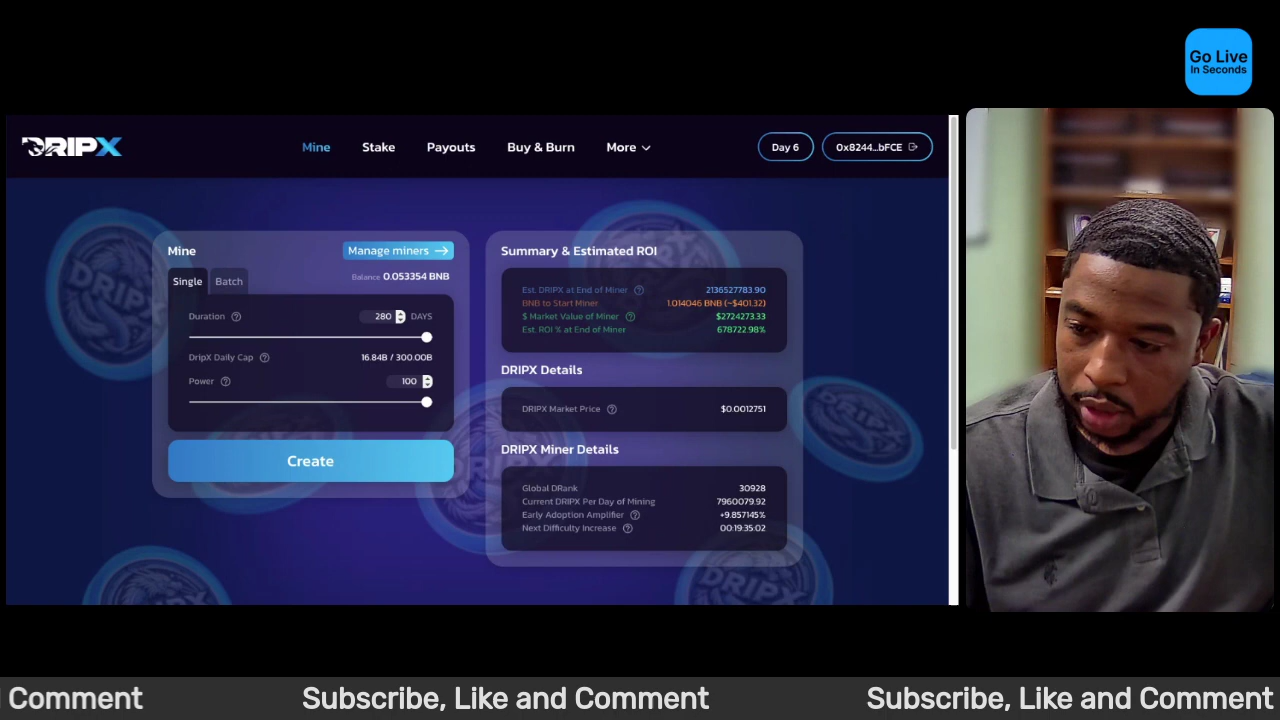 Go Live
In Seconds
DRIPX
Mine
Stake
Payouts
Buy & Burn
More
Day 6
0x8244..bFCE
Mine
Manage miners →
Balance 0.053354 BNB
Single
Batch
Duration
280 DAYS
DripX Daily Cap
16.84B / 300.00B
Power
100
Create
Summary & Estimated ROI
Est. DRIPX at End of Miner 2136527783.90
BNB to Start Miner 1.014046 BNB (~$401.32)
$ Market Value of Miner $2724273.33
Est. ROI % at End of Miner 678722.98%
DRIPX Details
DRIPX Market Price $0.0012751
DRIPX Miner Details
Global DRank 30928
Current DRIPX Per Day of Mining 7960079.92
Early Adoption Amplifier +9.857145%
Next Difficulty Increase 00:19:35:02
Comment Subscribe, Like and Comment Subscribe, Like and Comment